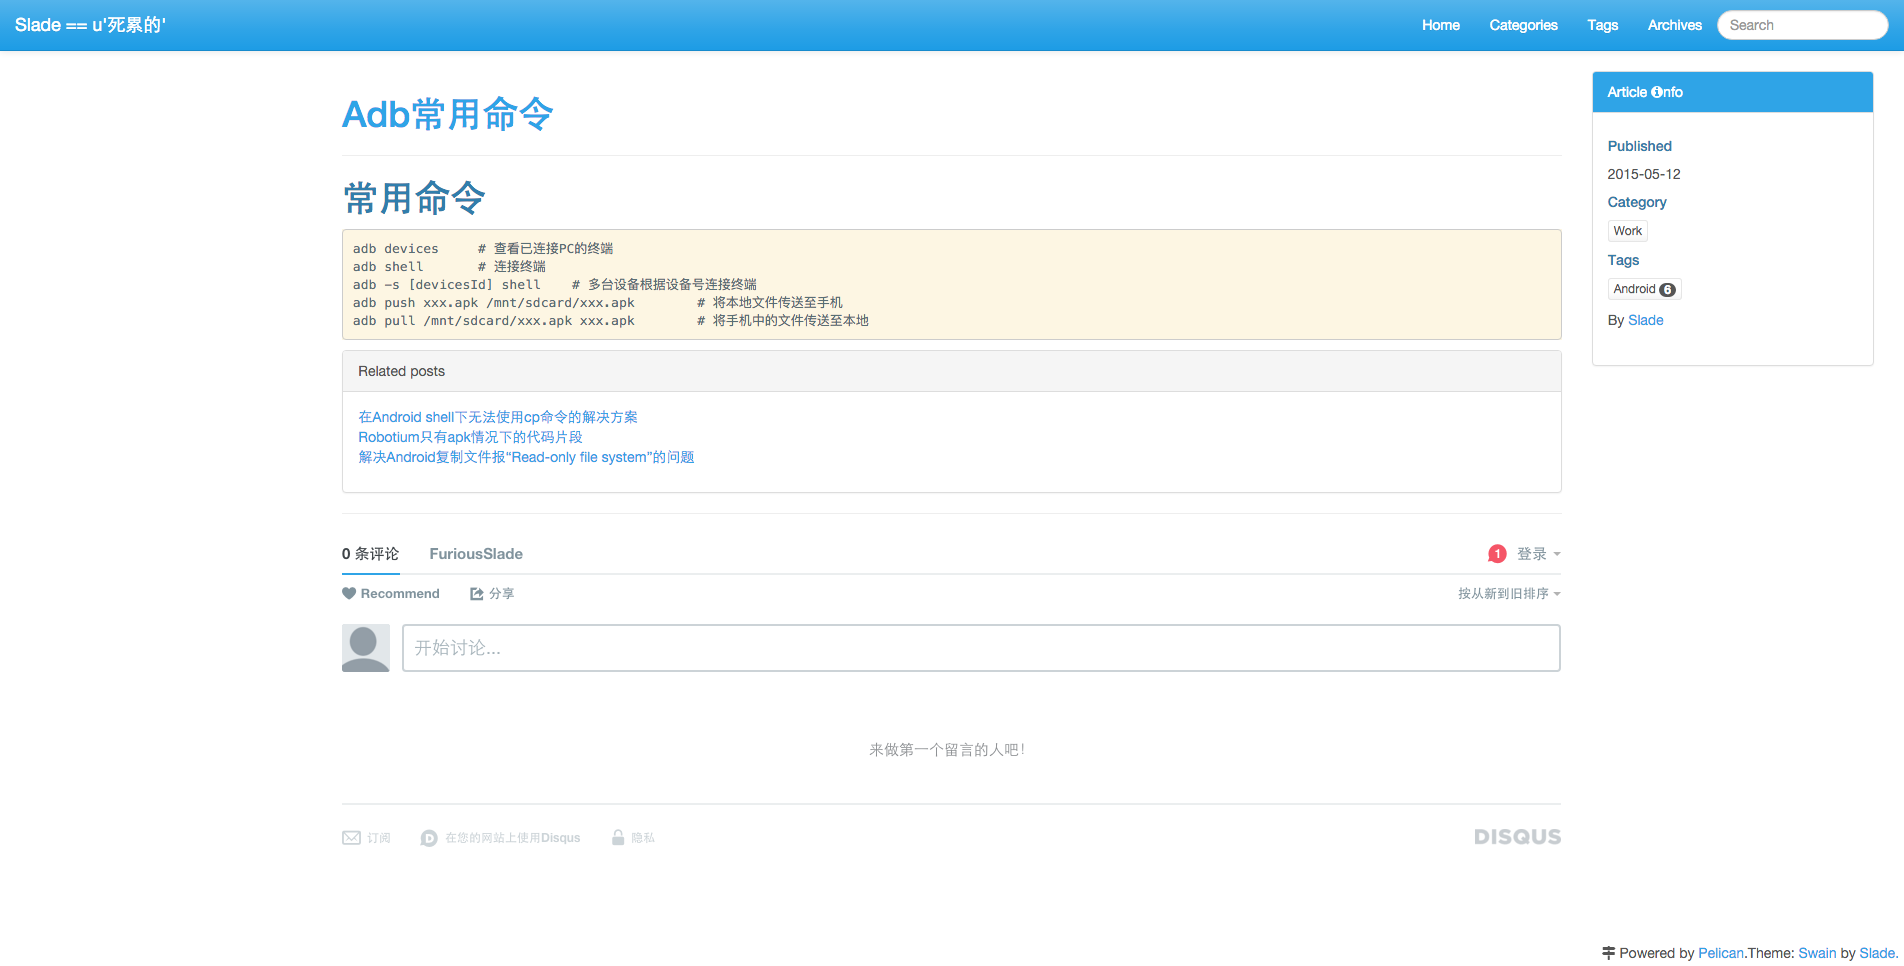 Slade == u'死累的'
Home Categories Tags Archives Search
Adb常用命令
常用命令
adb devices     # 查看已连接PC的终端
adb shell       # 连接终端
adb -s [devicesId] shell    # 多台设备根据设备号连接终端
adb push xxx.apk /mnt/sdcard/xxx.apk        # 将本地文件传送至手机
adb pull /mnt/sdcard/xxx.apk xxx.apk        # 将手机中的文件传送至本地
Related posts
在Android shell下无法使用cp命令的解决方案
Robotium只有apk情况下的代码片段
解决Android复制文件报“Read-only file system”的问题
0 条评论 FuriousSlade 1 登录
Recommend 分享 按从新到旧排序
开始讨论...
来做第一个留言的人吧！
订阅 D 在您的网站上使用Disqus 隐私 DISQUS
Article info
Published
2015-05-12
Category
Work
Tags
Android 6
By Slade
Powered by Pelican.Theme: Swain by Slade.